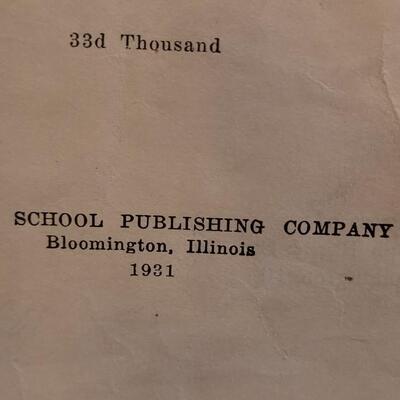 33d Thousand
SCHOOL PUBLISHING COMPANY
Bloomington, Illinois
1931